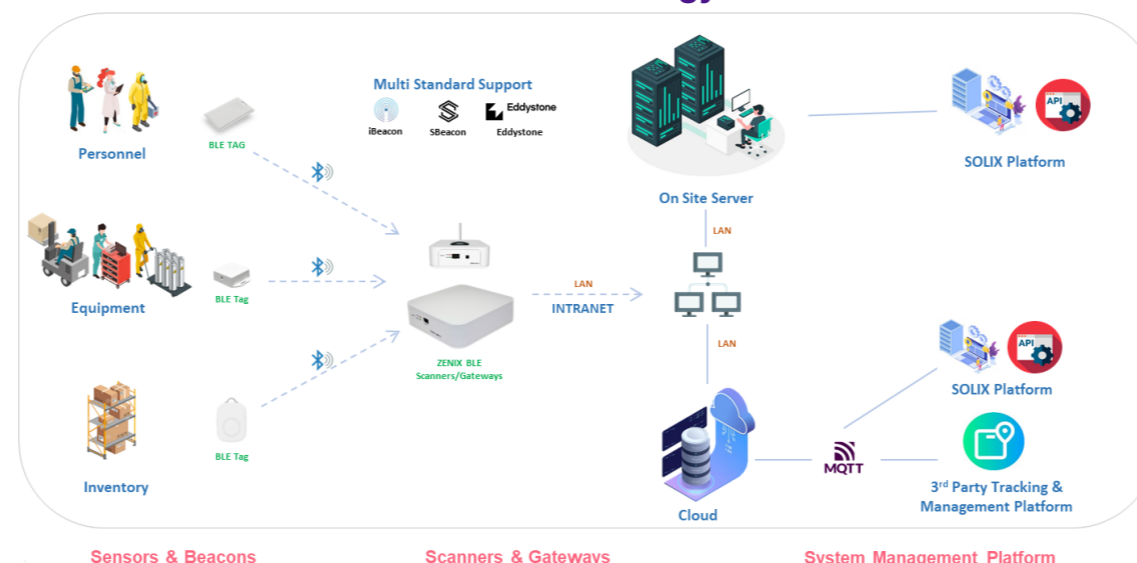 gy
Multi Standard Support
Eddystone
iBeacon
SBeacon
Eddystone
Personnel
BLE TAG
On Site Server
API
SOLIX Platform
LAN
Equipment
BLE Tag
LAN
INTRANET
ZENIX BLE
Scanners/Gateways
LAN
API
SOLIX Platform
Inventory
BLE Tag
Cloud
MQTT
3rd Party Tracking &
Management Platform
Sensors & Beacons
Scanners & Gateways
System Management Platform